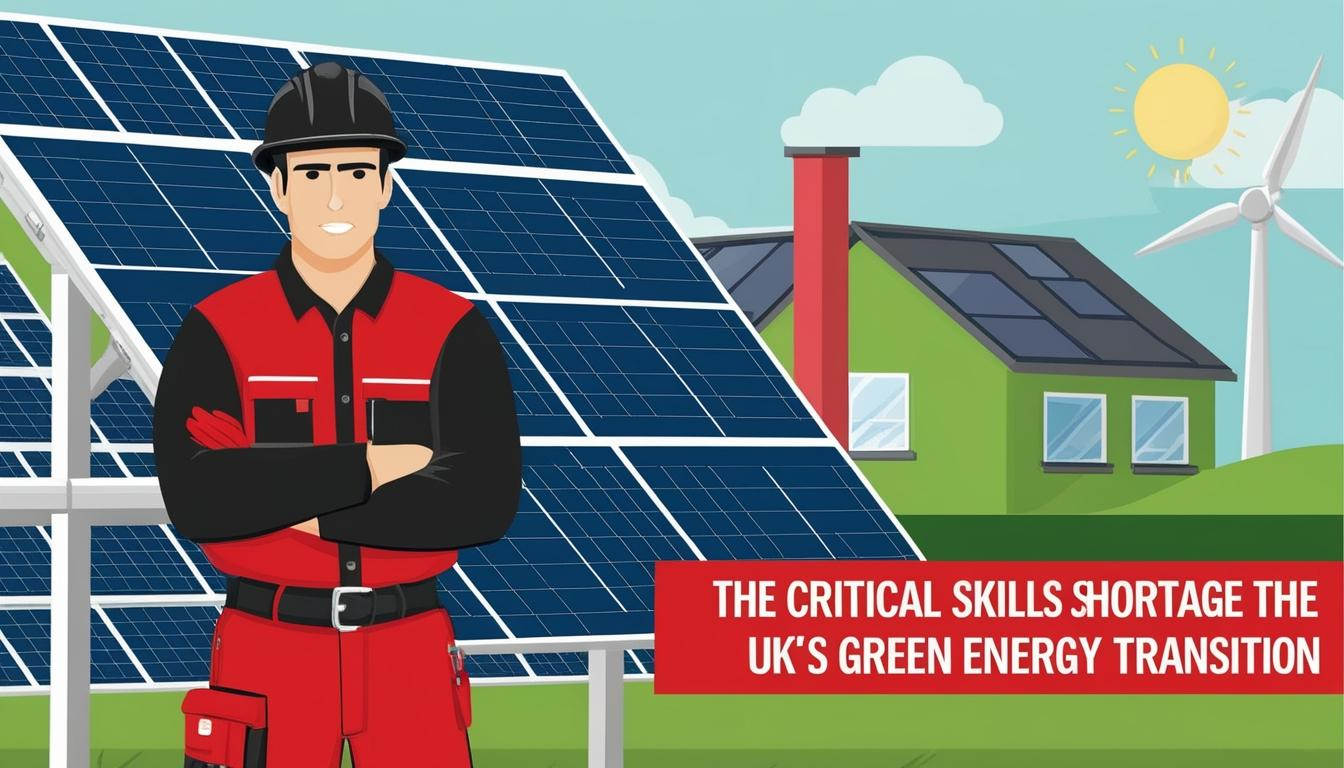 THE CRITICAL SKILLS SHORTAGE THE
UK'S GREEN ENERGY TRANSITION